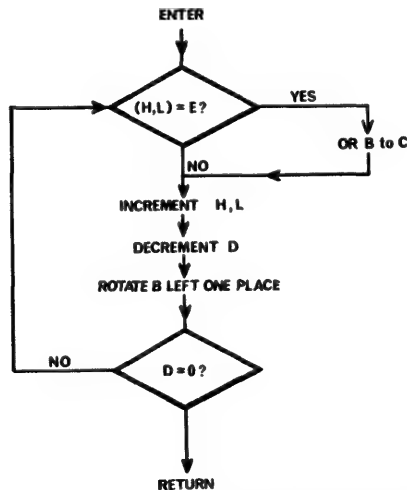 ENTER
(H,L) = E?
YES
OR B to C
NO
INCREMENT H,L
DECREMENT D
ROTATE B LEFT ONE PLACE
NO
D = 0?
RETURN